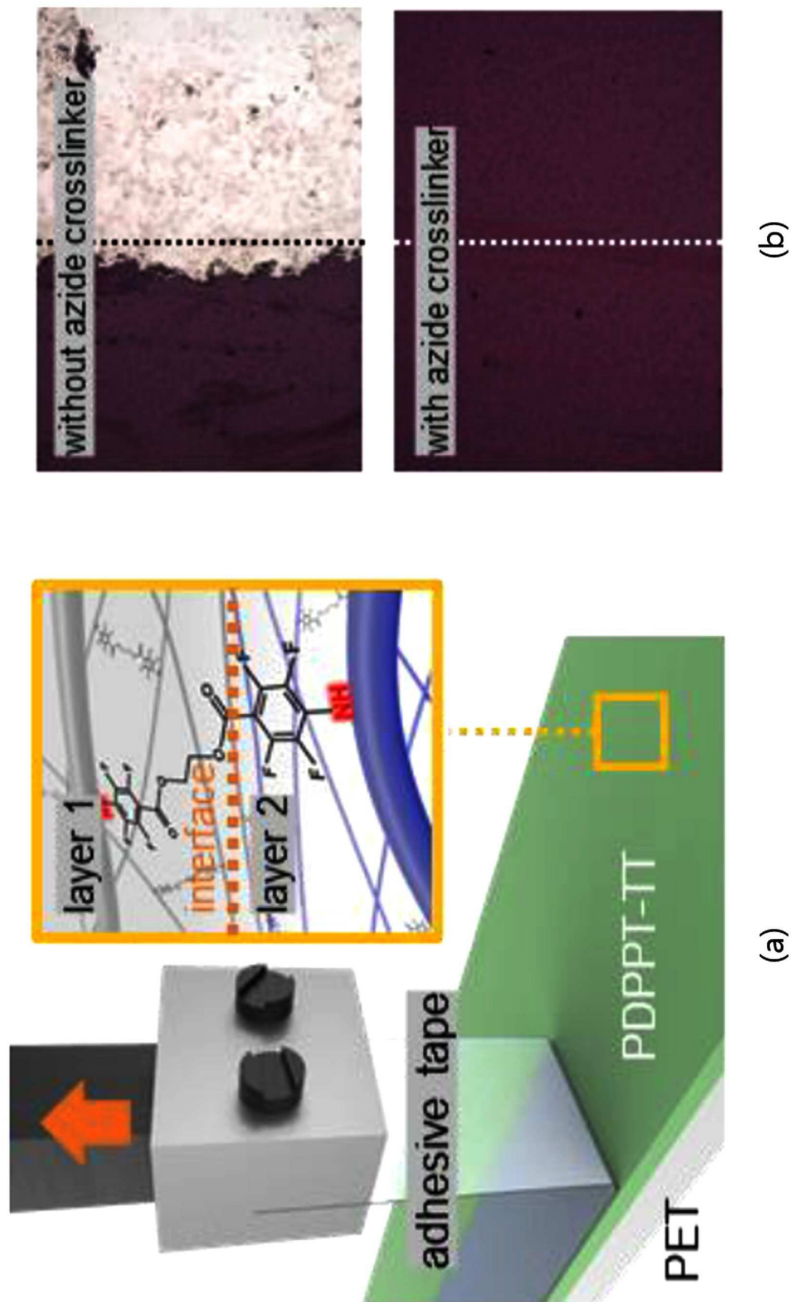 layer 1
interface
layer 2
NH
F
F
F
F
O
O
O
O
adhesive tape
PDPPT-TT
PET
(a)
without azide crosslinker
with azide crosslinker
(b)